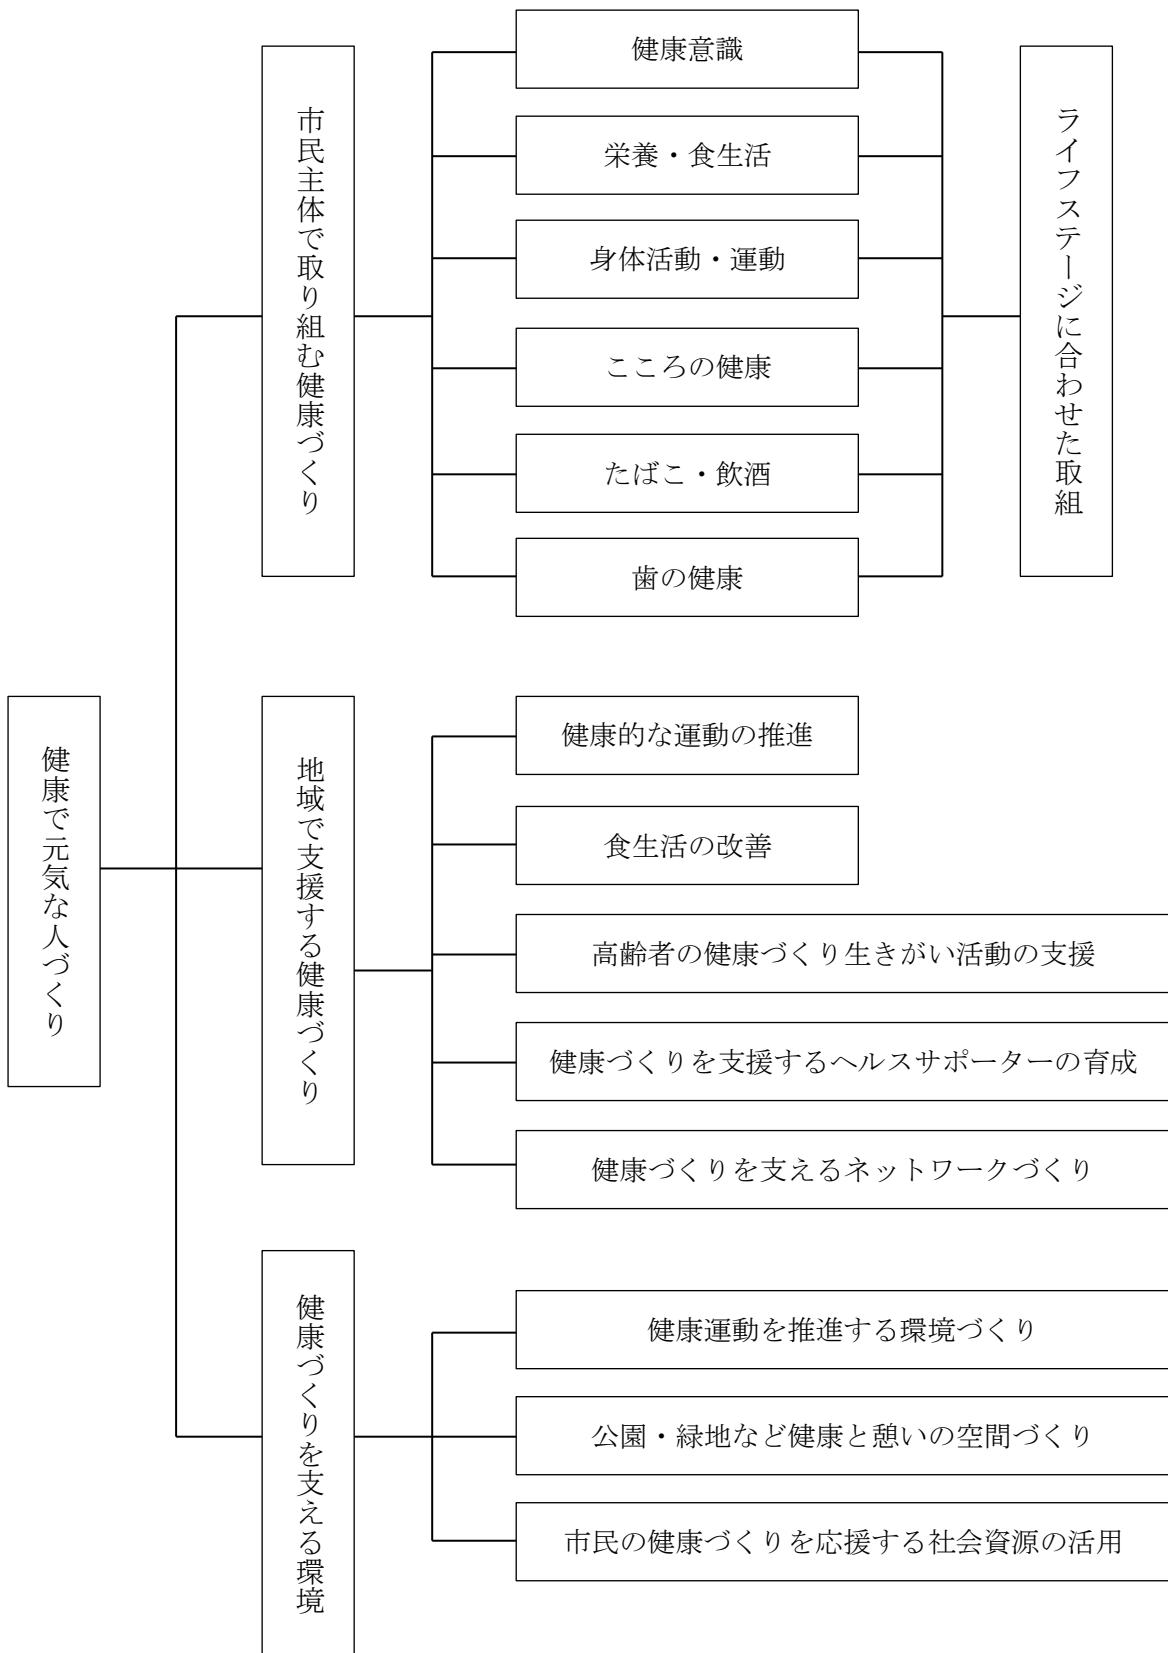 健康で元気な人づくり
市民主体で取り組む健康づくり
健康意識
栄養・食生活
身体活動・運動
こころの健康
たばこ・飲酒
歯の健康
ライフステージに合わせた取組
地域で支援する健康づくり
健康的な運動の推進
食生活の改善
高齢者の健康づくり生きがい活動の支援
健康づくりを支援するヘルスサポーターの育成
健康づくりを支えるネットワークづくり
健康づくりを支える環境
健康運動を推進する環境づくり
公園・緑地など健康と憩いの空間づくり
市民の健康づくりを応援する社会資源の活用